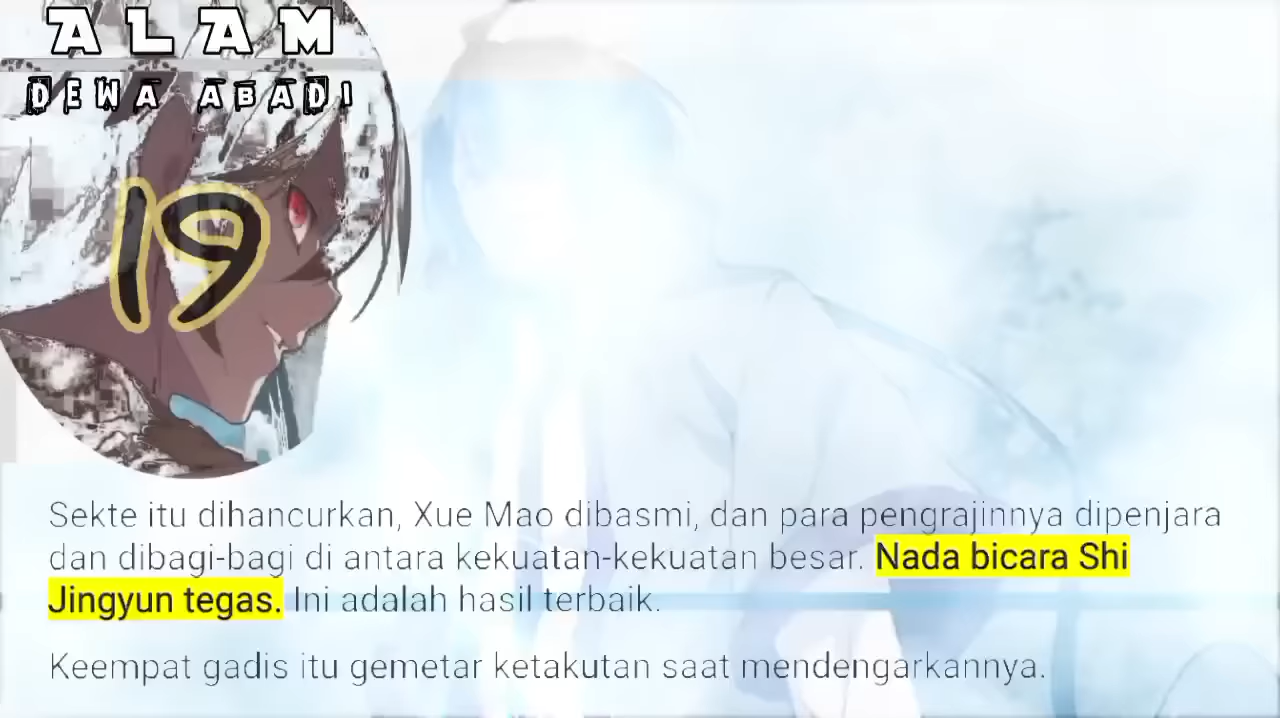 ALAM
DEWA ABADI
19
Sekte itu dihancurkan, Xue Mao dibasmi, dan para pengrajinnya dipenjara
dan dibagi-bagi di antara kekuatan-kekuatan besar. Nada bicara Shi
Jingyun tegas. Ini adalah hasil terbaik.
Keempat gadis itu gemetar ketakutan saat mendengarkannya.